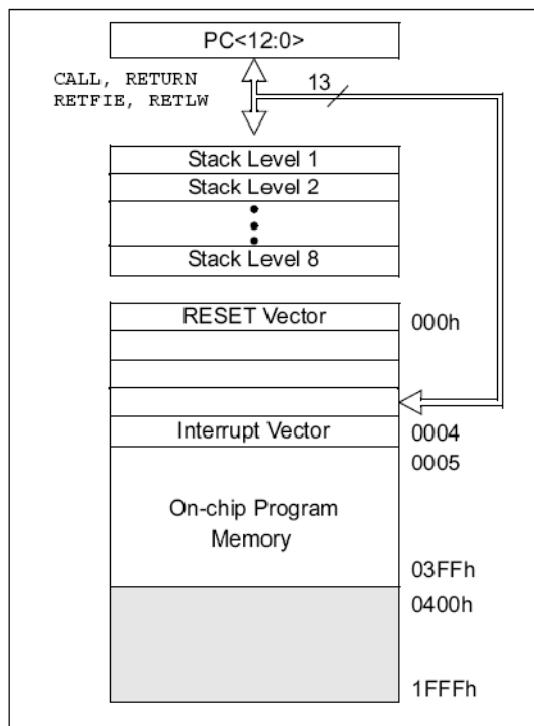 PC<12:0>
CALL, RETURN
RETFIE, RETLW
13
Stack Level 1
Stack Level 2
Stack Level 8
RESET Vector
000h
Interrupt Vector
0004
0005
On-chip Program
Memory
03FFh
0400h
1FFFh